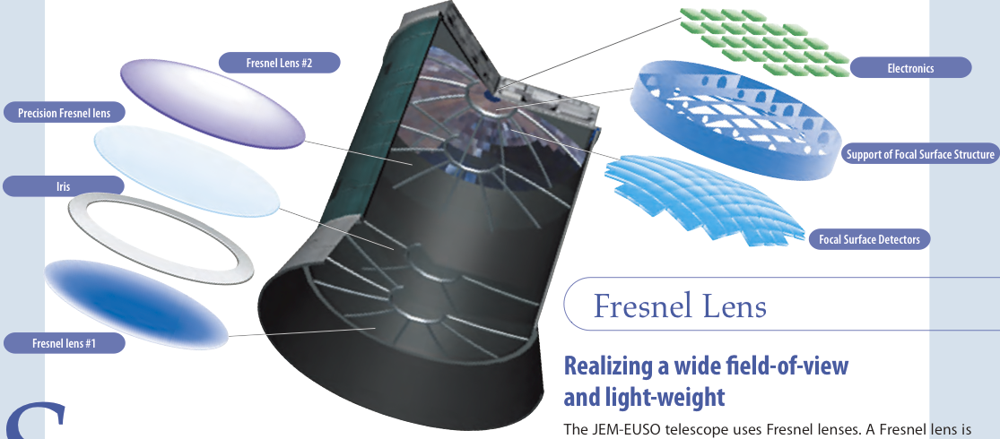 Fresnel Lens #2
Precision Fresnel lens
Iris
Fresnel lens #1
Electronics
Support of Focal Surface Structure
Focal Surface Detectors
Fresnel Lens
Realizing a wide field-of-view
and light-weight
The JEM-EUSO telescope uses Fresnel lenses. A Fresnel lens is